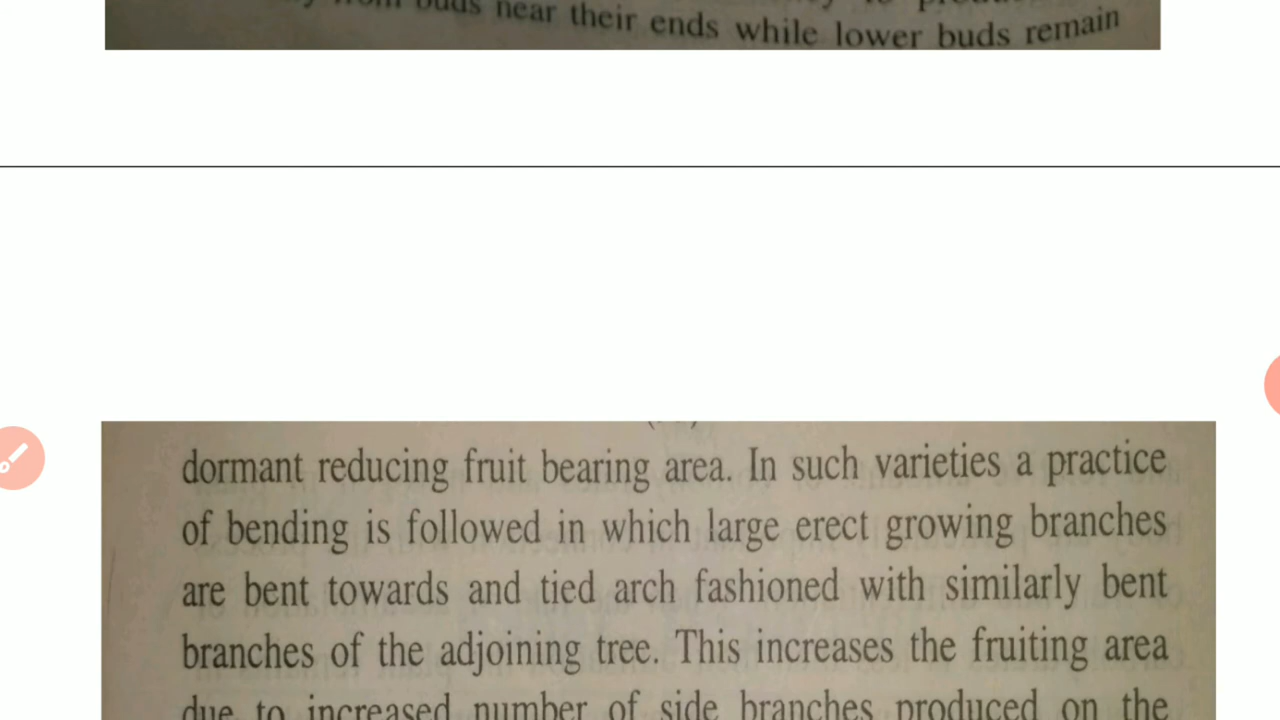 buds near their ends while lower buds remain
dormant reducing fruit bearing area. In such varieties a practice
of bending is followed in which large erect growing branches
are bent towards and tied arch fashioned with similarly bent
branches of the adjoining tree. This increases the fruiting area
due to increased number of side branches produced on the